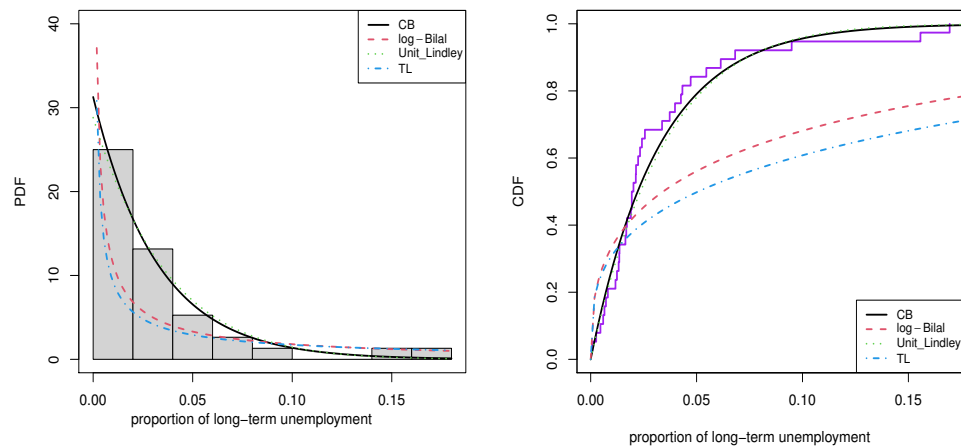 PDF
40
30
20
10
0
0.00
0.05
0.10
0.15
proportion of long−term unemployment
CB
log−Bilal
Unit_Lindley
TL
CDF
1.0
0.8
0.6
0.4
0.2
0.0
0.00
0.05
0.10
0.15
proportion of long−term unemployment
CB
log−Bilal
Unit_Lindley
TL